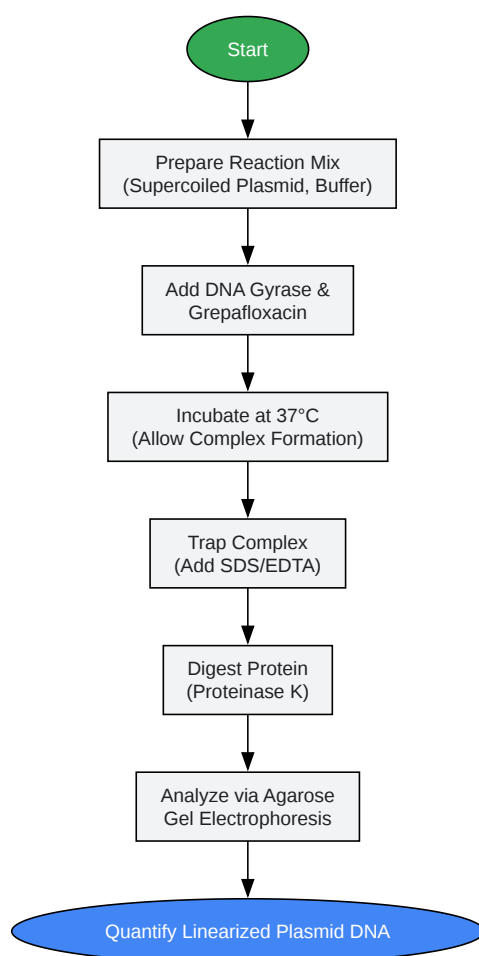 Start
Prepare Reaction Mix
(Supercoiled Plasmid, Buffer)
Add DNA Gyrase &
Grepafloxacin
Incubate at 37°C
(Allow Complex Formation)
Trap Complex
(Add SDS/EDTA)
Digest Protein
(Proteinase K)
Analyze via Agarose
Gel Electrophoresis
Quantify Linearized Plasmid DNA